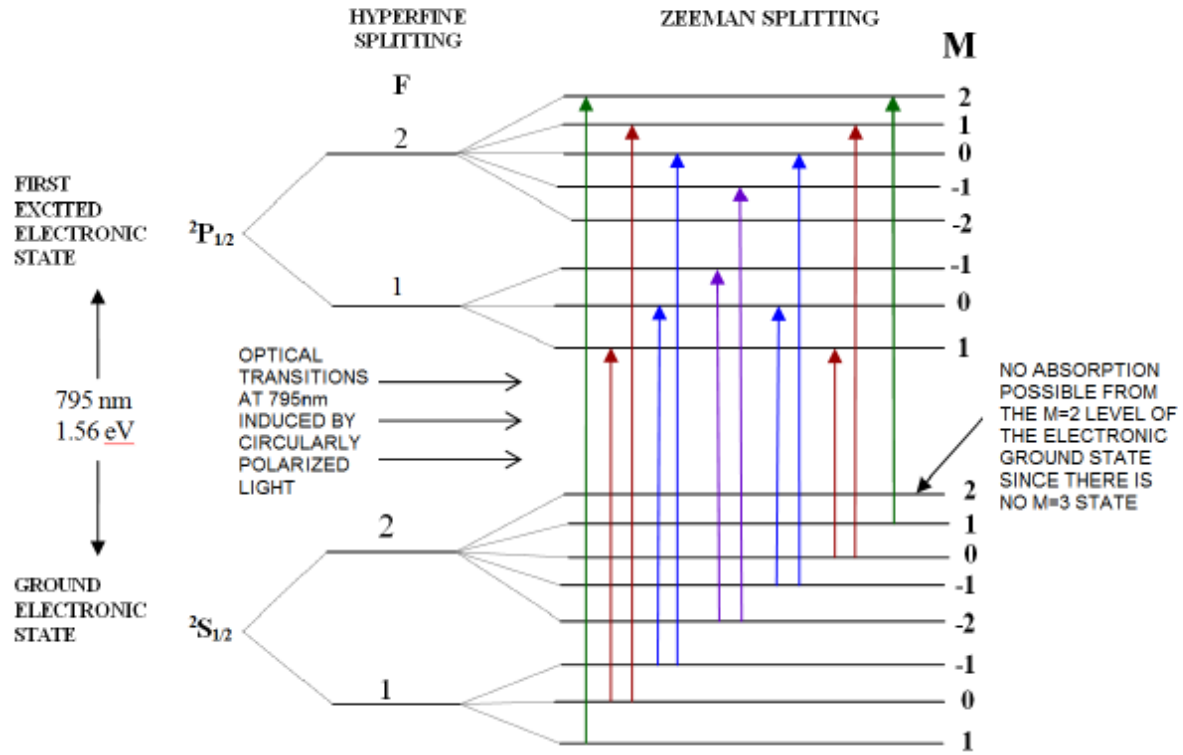 HYPERFINE
SPLITTING
ZEEMAN SPLITTING
M
F
2
2
1
0
-1
-2
FIRST
EXCITED
ELECTRONIC
STATE
²P₁/₂
1
-1
0
1
795 nm
1.56 eV
OPTICAL
TRANSITIONS
AT 795nm
INDUCED BY
CIRCULARLY
POLARIZED
LIGHT
NO ABSORPTION
POSSIBLE FROM
THE M=2 LEVEL OF
THE ELECTRONIC
GROUND STATE
SINCE THERE IS
NO M=3 STATE
2
2
1
0
-1
-2
GROUND
ELECTRONIC
STATE
²S₁/₂
1
-1
0
1